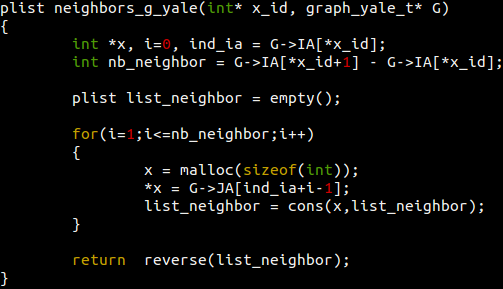 plist neighbors_g_yale(int* x_id, graph_yale_t* G)
{
        int *x, i=0, ind_ia = G->IA[*x_id];
        int nb_neighbor = G->IA[*x_id+1] - G->IA[*x_id];

        plist list_neighbor = empty();

        for(i=1;i<=nb_neighbor;i++)
        {
                x = malloc(sizeof(int));
                *x = G->JA[ind_ia+i-1];
                list_neighbor = cons(x,list_neighbor);
        }

        return  reverse(list_neighbor);
}